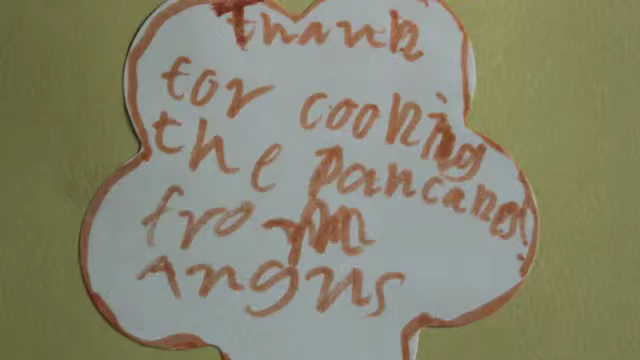 Thank
for cooking
the pancakes!
from
Angus